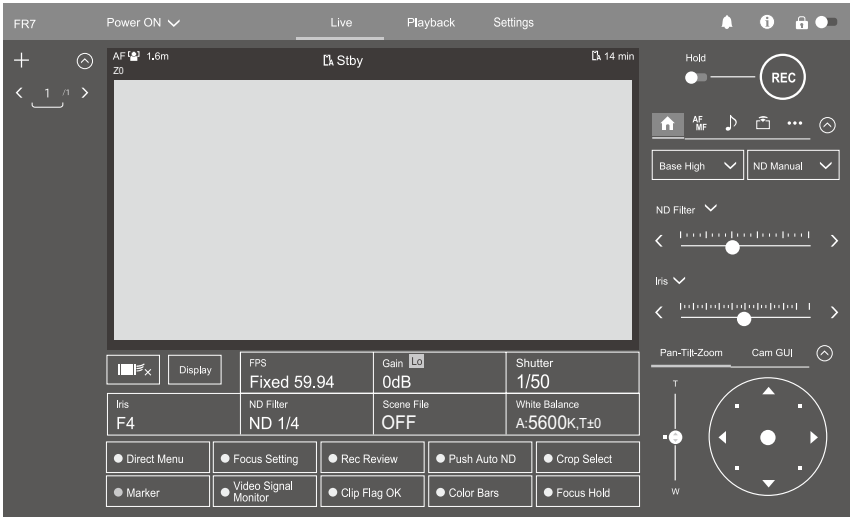 FR7
Power ON
Live
Playback
Settings
AF 1.6m
Z0
Stby
14 min
1 /1
Hold
REC
AF
MF
Base High
ND Manual
ND Filter
Iris
Pan-Tilt-Zoom
Cam GUI
T
W
Display
FPS
Fixed 59.94
Gain Lo
0dB
Shutter
1/50
Iris
F4
ND Filter
ND 1/4
Scene File
OFF
White Balance
A:5600K,T±0
Direct Menu
Focus Setting
Rec Review
Push Auto ND
Crop Select
Marker
Video Signal
Monitor
Clip Flag OK
Color Bars
Focus Hold